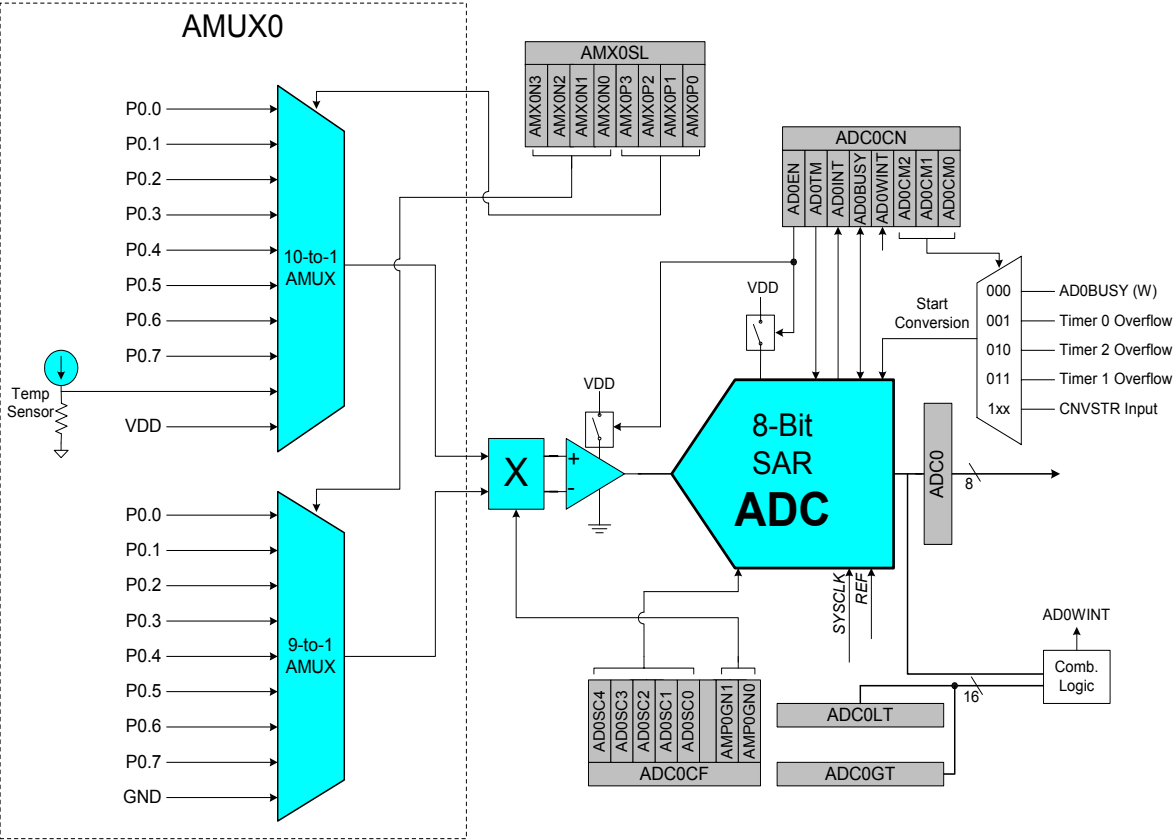 AMUX0
P0.0
P0.1
P0.2
P0.3
P0.4
P0.5
P0.6
P0.7
Temp
Sensor
VDD
10-to-1
AMUX
P0.0
P0.1
P0.2
P0.3
P0.4
P0.5
P0.6
P0.7
GND
9-to-1
AMUX
AMX0SL
AMX0N3
AMX0N2
AMX0N1
AMX0N0
AMX0P3
AMX0P2
AMX0P1
AMX0P0
ADC0CN
AD0EN
AD0TM
AD0INT
AD0BUSY
AD0WINT
AD0CM2
AD0CM1
AD0CM0
VDD
VDD
Start
Conversion
000
AD0BUSY (W)
001
Timer 0 Overflow
010
Timer 2 Overflow
011
Timer 1 Overflow
1xx
CNVSTR Input
X
+
-
8-Bit
SAR
ADC
ADC0
8
SYSCLK
REF
AD0WINT
Comb.
Logic
16
ADC0LT
ADC0GT
AD0SC4
AD0SC3
AD0SC2
AD0SC1
AD0SC0
AMP0GN1
AMP0GN0
ADC0CF